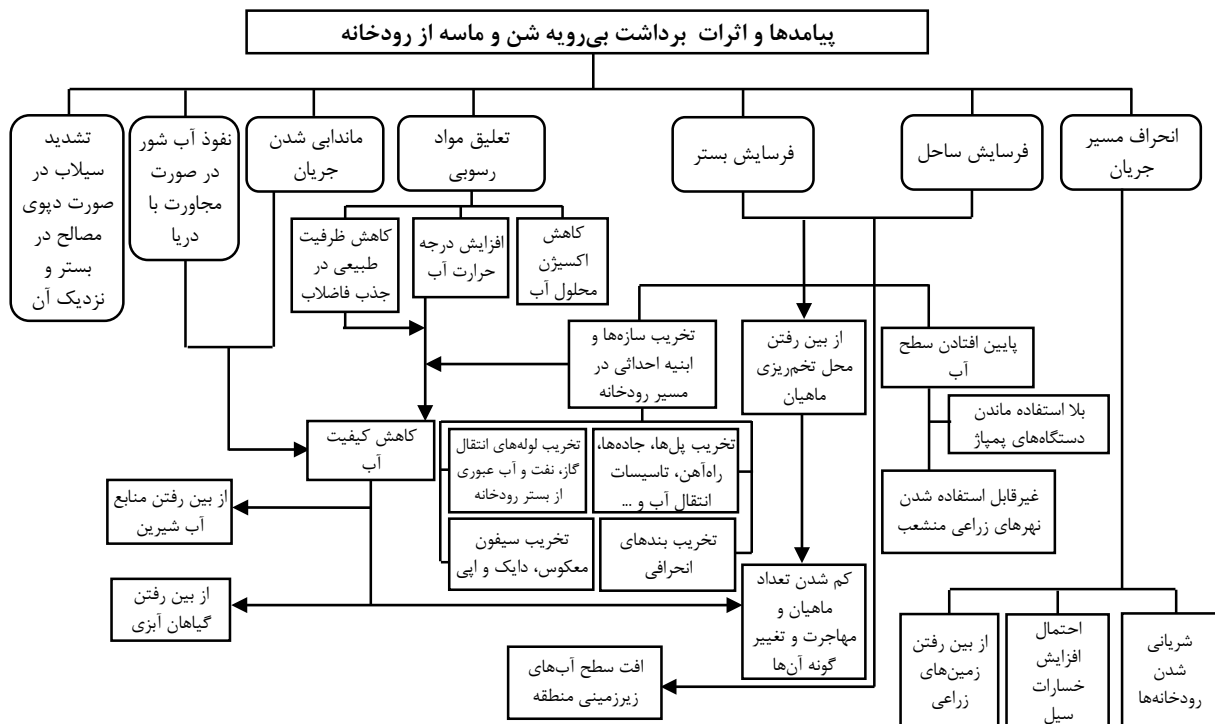 پیامدها و اثرات برداشت بی‌رویه شن و ماسه از رودخانه
انحراف مسیر
جریان
فرسایش ساحل
فرسایش بستر
تعلیق مواد
رسوبی
ماندابی شدن
جریان
نفوذ آب شور
در صورت
مجاورت با
دریا
تشدید
سیلاب در
صورت دپوی
مصالح در
بستر و
نزدیک آن
کاهش
اکسیژن
محلول آب
افزایش درجه
حرارت آب
کاهش ظرفیت
طبیعی در
جذب فاضلاب
پایین افتادن سطح
آب
از بین رفتن
محل تخم‌ریزی
ماهیان
تخریب سازه‌ها و
ابنیه احداثی در
مسیر رودخانه
بلا استفاده ماندن
دستگاه‌های پمپاژ
غیرقابل استفاده شدن
نهرهای زراعی منشعب
تخریب پل‌ها، جاده‌ها،
راه‌آهن، تاسیسات
انتقال آب و ...
تخریب لوله‌های انتقال
گاز، نفت و آب عبوری
از بستر رودخانه
تخریب بندهای
انحرافی
تخریب سیفون
معکوس، دایک و اپی
کاهش کیفیت
آب
از بین رفتن منابع
آب شیرین
از بین رفتن
گیاهان آبزی
کم شدن تعداد
ماهیان و
مهاجرت و تغییر
گونه آن‌ها
افت سطح آب‌های
زیرزمینی منطقه
شریانی
شدن
رودخانه‌ها
احتمال
افزایش
خسارات
سیل
از بین رفتن
زمین‌های
زراعی